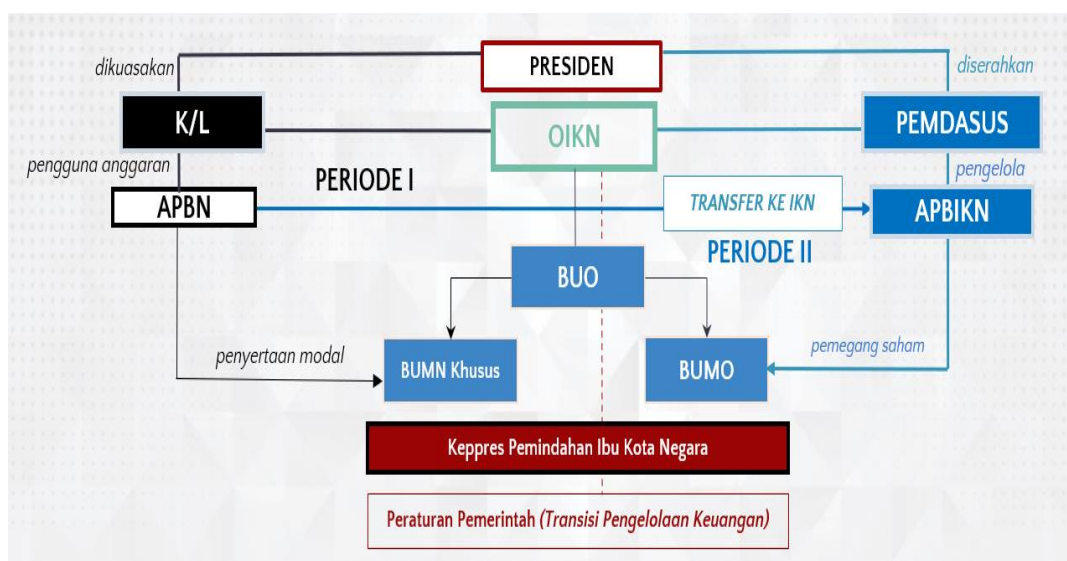 PRESIDEN
dikuasakan
diserahkan
K/L
OIKN
PEMDASUS
pengguna anggaran
pengelola
PERIODE I
APBN
TRANSFER KE IKN
APBIKN
PERIODE II
BUO
penyertaan modal
pemegang saham
BUMN Khusus
BUMO
Keppres Pemindahan Ibu Kota Negara
Peraturan Pemerintah (Transisi Pengelolaan Keuangan)